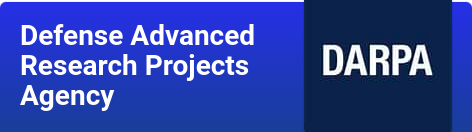 Defense Advanced
Research Projects
Agency
DARPA